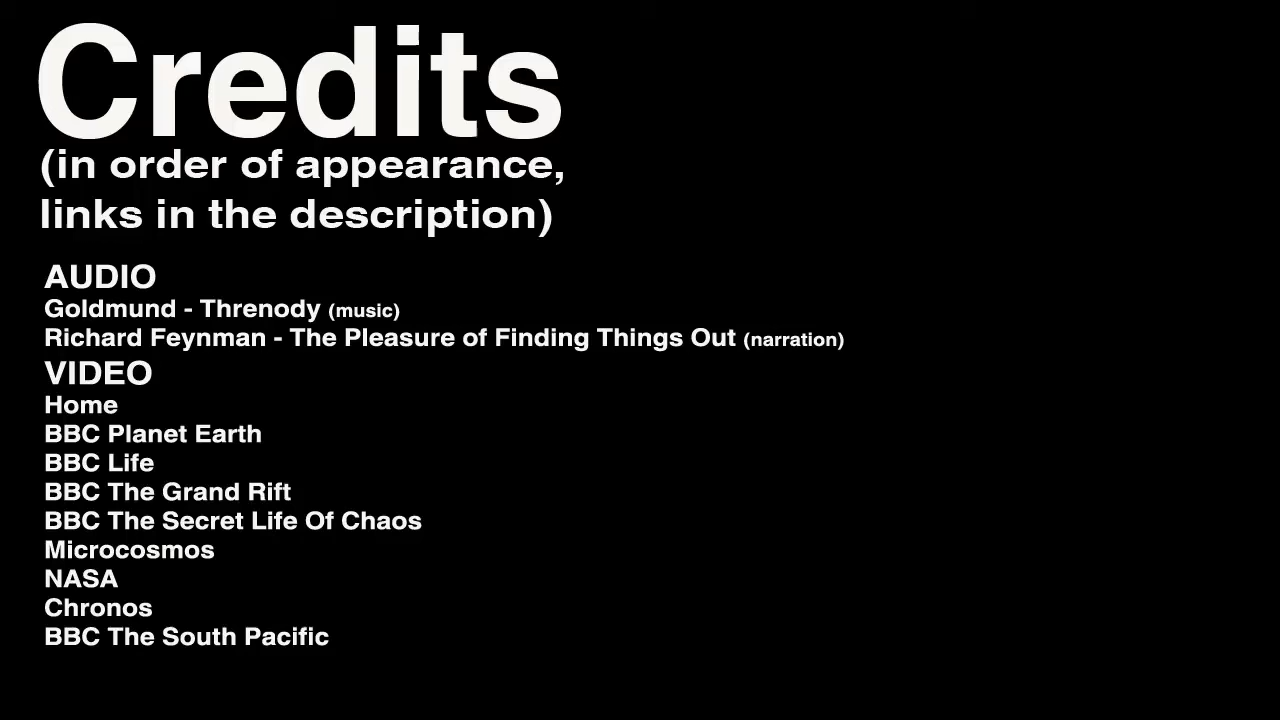 Credits
(in order of appearance,
links in the description)
AUDIO
Goldmund - Threnody (music)
Richard Feynman - The Pleasure of Finding Things Out (narration)
VIDEO
Home
BBC Planet Earth
BBC Life
BBC The Grand Rift
BBC The Secret Life Of Chaos
Microcosmos
NASA
Chronos
BBC The South Pacific